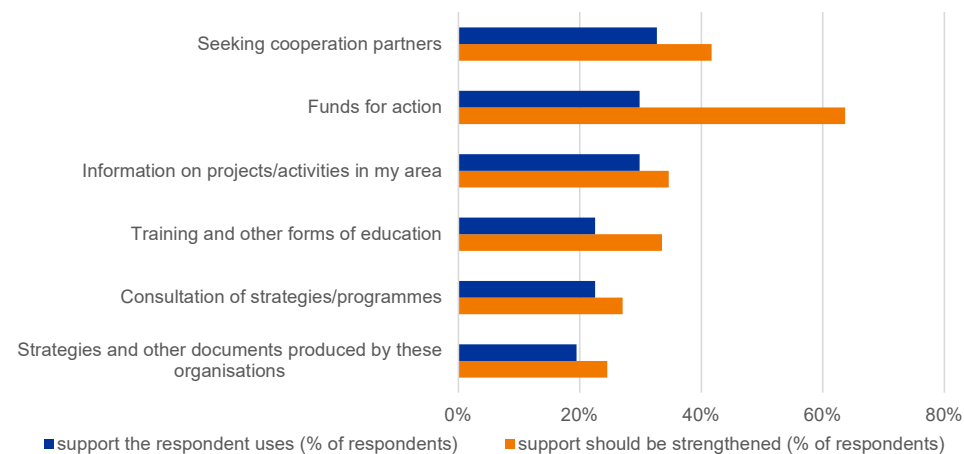 Seeking cooperation partners
Funds for action
Information on projects/activities in my area
Training and other forms of education
Consultation of strategies/programmes
Strategies and other documents produced by these
organisations
0% 20% 40% 60% 80%
support the respondent uses (% of respondents) support should be strengthened (% of respondents)